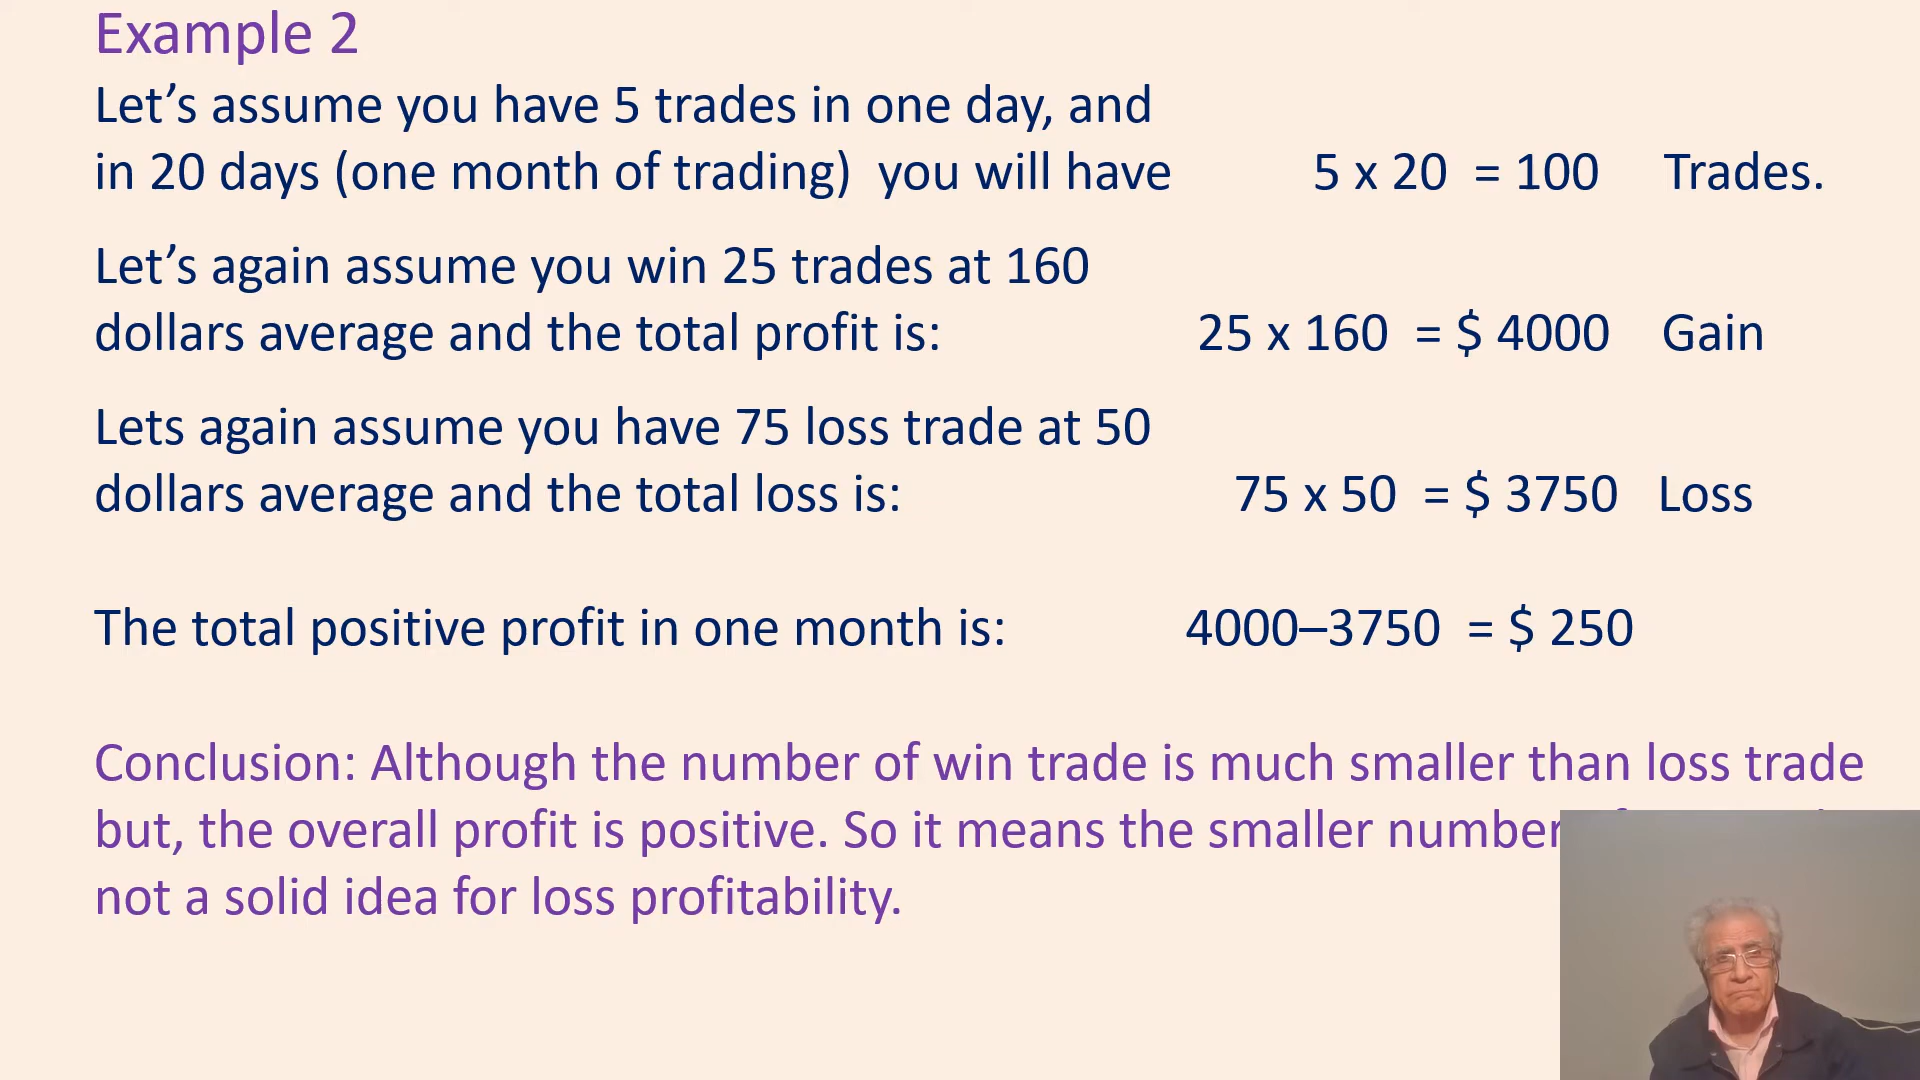 Example 2
Let’s assume you have 5 trades in one day, and
in 20 days (one month of trading) you will have 5 x 20 = 100 Trades.
Let’s again assume you win 25 trades at 160
dollars average and the total profit is: 25 x 160 = $ 4000 Gain
Lets again assume you have 75 loss trade at 50
dollars average and the total loss is: 75 x 50 = $ 3750 Loss
The total positive profit in one month is: 4000–3750 = $ 250
Conclusion: Although the number of win trade is much smaller than loss trade
but, the overall profit is positive. So it means the smaller number
not a solid idea for loss profitability.